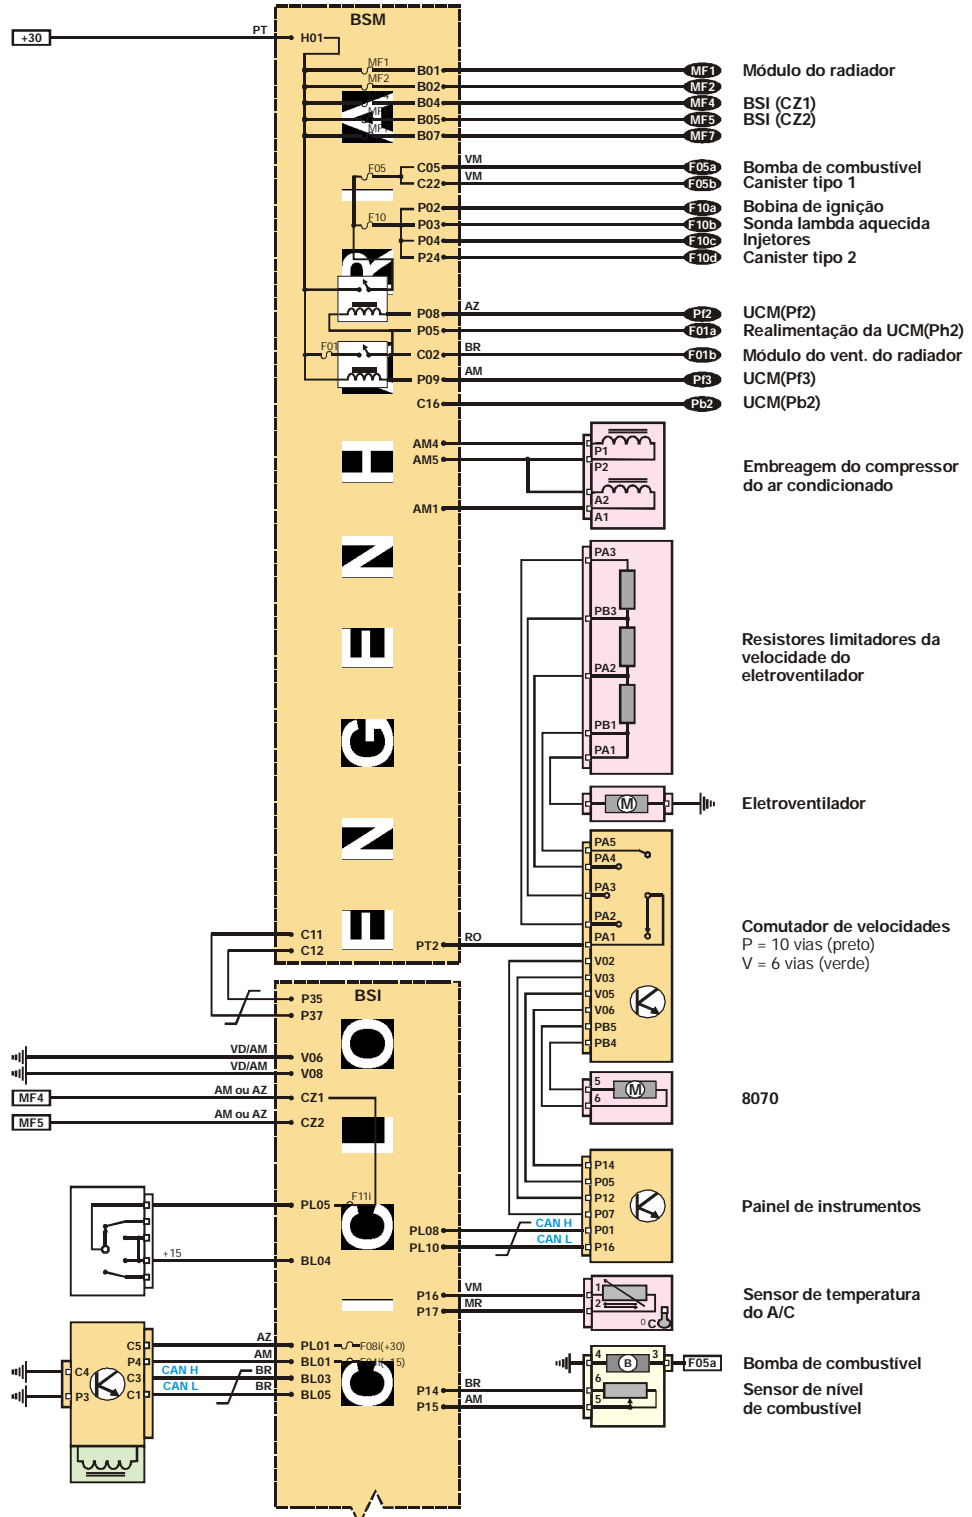 BSM
+30
PT
H01
MF1
B01
MF1
Módulo do radiador
MF2
B02
MF2
B04
MF4
BSI (CZ1)
B05
MF5
BSI (CZ2)
B07
MF7
F05
C05
VM
F05a
Bomba de combustível
C22
VM
F05b
Canister tipo 1
P02
F10a
Bobina de ignição
F10
P03
F10b
Sonda lambda aquecida
P04
F10c
Injetores
P24
F10d
Canister tipo 2
P08
AZ
Pf2
UCM(Pf2)
P05
F01a
Realimentação da UCM(Ph2)
F01
C02
BR
F01b
Módulo do vent. do radiador
P09
AM
Pf3
UCM(Pf3)
C16
Pb2
UCM(Pb2)
AM4
P1
AM5
P2
A2
AM1
A1
Embreagem do compressor
do ar condicionado
PA3
PB3
PA2
PB1
PA1
Resistores limitadores da
velocidade do
eletroventilador
M
Eletroventilador
PA5
PA4
PA3
PA2
PA1
V02
V03
V05
V06
PB5
PB4
Comutador de velocidades
P = 10 vias (preto)
V = 6 vias (verde)
C11
C12
PT2
RO
BSI
P35
P37
VD/AM
V06
VD/AM
V08
MF4
AM ou AZ
CZ1
MF5
AM ou AZ
CZ2
5
6
M
8070
P14
P05
P12
P07
P01
P16
Painel de instrumentos
PL05
F11i
PL08
CAN H
PL10
CAN L
+15
BL04
P16
VM
1
P17
MR
2
0 C
Sensor de temperatura
do A/C
C5
AZ
PL01
F08i(+30)
P4
AM
BL01
C4
C3
CAN H
BR
BL03
P3
C1
CAN L
BR
BL05
4
B
3
F05a
Bomba de combustível
P14
BR
6
P15
AM
5
Sensor de nível
de combustível
CICLO ENGENHARIA